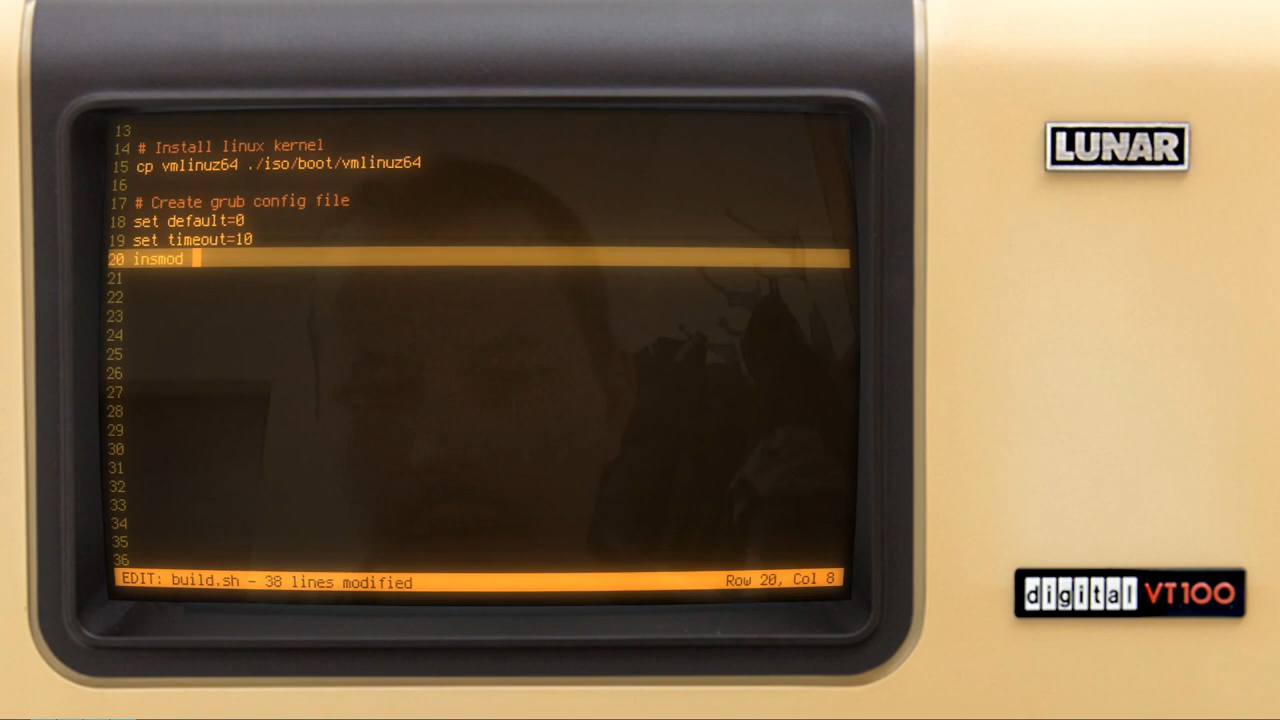 13
14 # Install linux kernel
15 cp vmlinuz64 ./iso/boot/vmlinuz64
16
17 # Create grub config file
18 set default=0
19 set timeout=10
20 insmod
21
22
23
24
25
26
27
28
29
30
31
32
33
34
35
36
EDIT: build.sh - 38 lines modified Row 20, Col 8
LUNAR
digital VT100